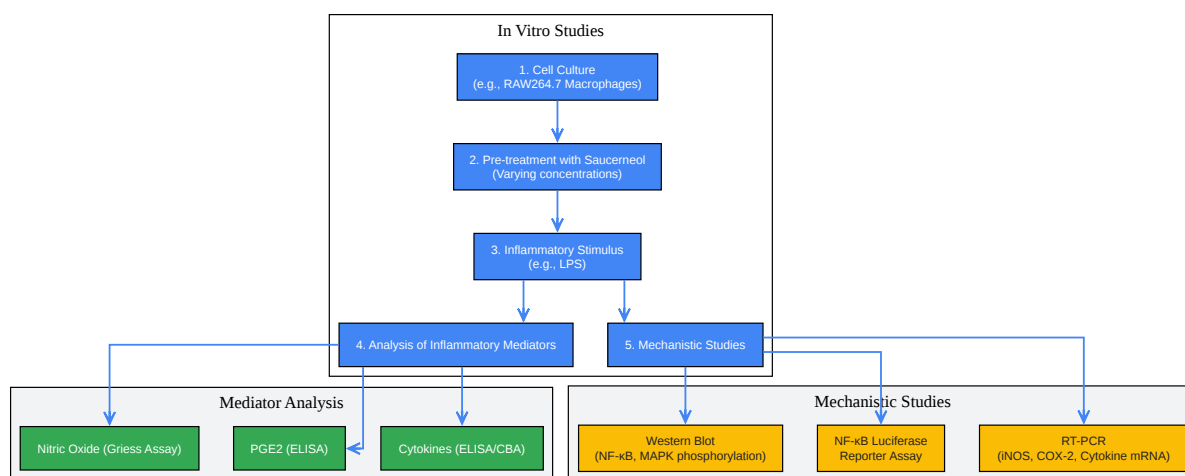 In Vitro Studies
1. Cell Culture
(e.g., RAW264.7 Macrophages)
2. Pre-treatment with Saucerneol
(Varying concentrations)
3. Inflammatory Stimulus
(e.g., LPS)
4. Analysis of Inflammatory Mediators
5. Mechanistic Studies
Mediator Analysis
Nitric Oxide (Griess Assay)
PGE2 (ELISA)
Cytokines (ELISA/CBA)
Mechanistic Studies
Western Blot
(NF-κB, MAPK phosphorylation)
NF-κB Luciferase
Reporter Assay
RT-PCR
(iNOS, COX-2, Cytokine mRNA)